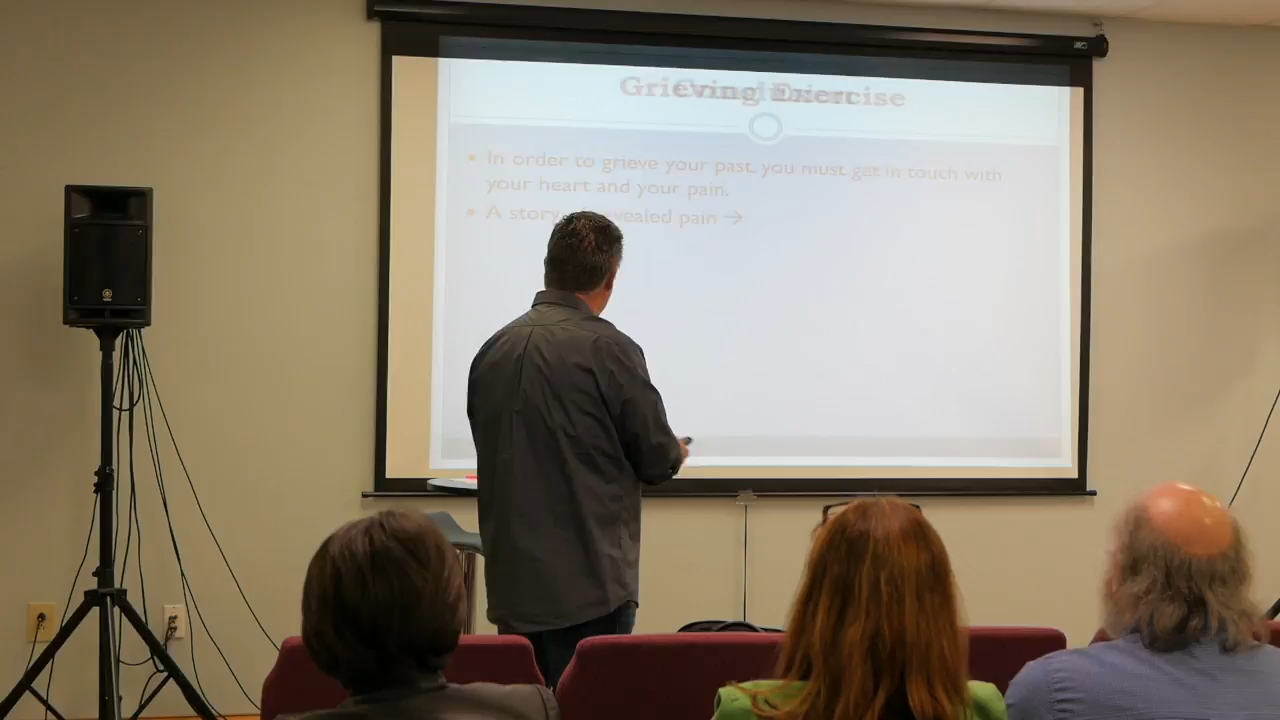 Grieving Exercise
• In order to grieve your past, you must get in touch with
your heart and your pain.
• A story revealed pain →